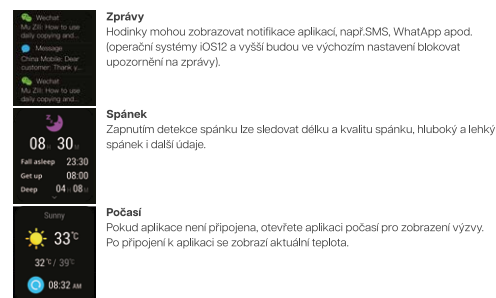 Wechat
Mu Zili: How to use
daily copying and...
Message
China Mobile: Dear
customer: Thank y...
Wechat
Mu Zili: How to use
daily copying and...
Zprávy
Hodinky mohou zobrazovat notifikace aplikací, např.SMS, WhatApp apod.
(operační systémy iOS12 a vyšší budou ve výchozím nastavení blokovat
upozornění na zprávy).
08 H 30 M
Fall asleep 23:30
Get up 08:00
Deep 04 H 08 M
Spánek
Zapnutím detekce spánku lze sledovat délku a kvalitu spánku, hluboký a lehký
spánek i další údaje.
Sunny
33°C
32°C / 39°C
08:32 AM
Počasí
Pokud aplikace není připojena, otevřete aplikaci počasí pro zobrazení výzvy.
Po připojení k aplikaci se zobrazí aktuální teplota.